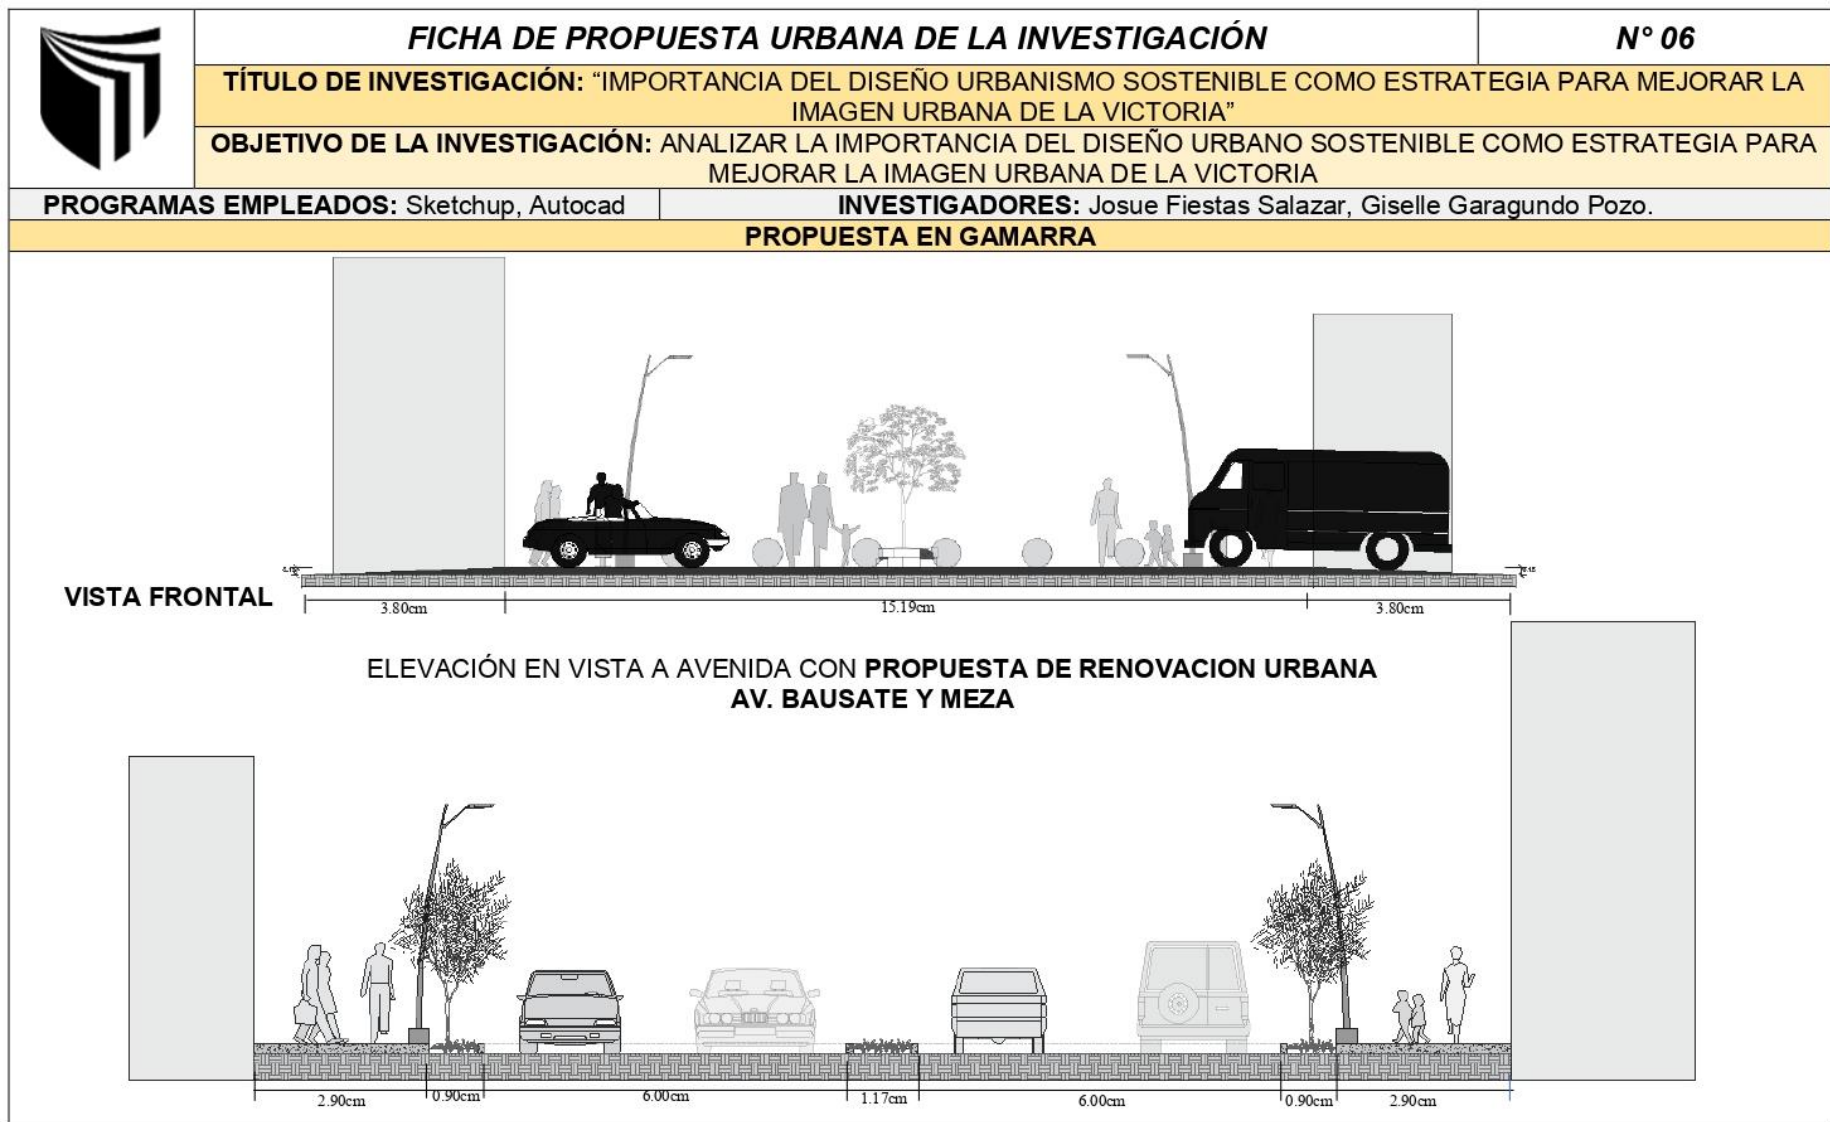 FICHA DE PROPUESTA URBANA DE LA INVESTIGACIÓN
N° 06
TÍTULO DE INVESTIGACIÓN: “IMPORTANCIA DEL DISEÑO URBANISMO SOSTENIBLE COMO ESTRATEGIA PARA MEJORAR LA
IMAGEN URBANA DE LA VICTORIA”
OBJETIVO DE LA INVESTIGACIÓN: ANALIZAR LA IMPORTANCIA DEL DISEÑO URBANO SOSTENIBLE COMO ESTRATEGIA PARA
MEJORAR LA IMAGEN URBANA DE LA VICTORIA
PROGRAMAS EMPLEADOS: Sketchup, Autocad
INVESTIGADORES: Josue Fiestas Salazar, Giselle Garagundo Pozo.
PROPUESTA EN GAMARRA
VISTA FRONTAL
3.80cm
15.19cm
3.80cm
ELEVACIÓN EN VISTA A AVENIDA CON PROPUESTA DE RENOVACION URBANA
AV. BAUSATE Y MEZA
2.90cm
0.90cm
6.00cm
1.17cm
6.00cm
0.90cm
2.90cm